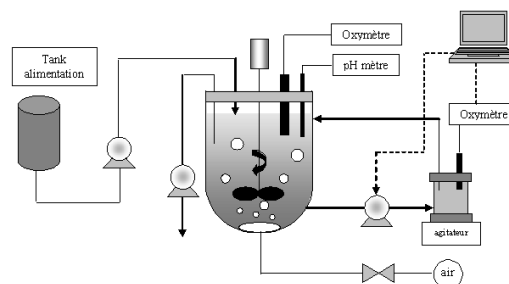 Tank
alimentation
Oxymètre
pH mètre
Oxymètre
agitateur
air